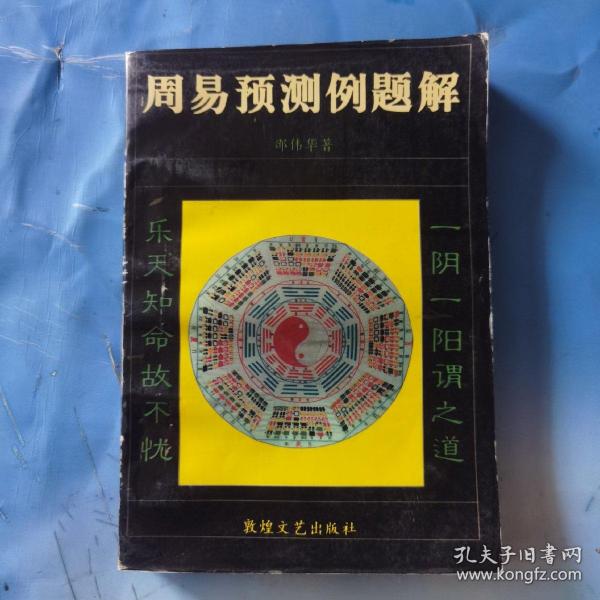 周易预测例题解
邵伟华著
一阴一阳谓之道
乐天知命故不忧
敦煌文艺出版社
孔夫子旧书网
www.kongfz.com